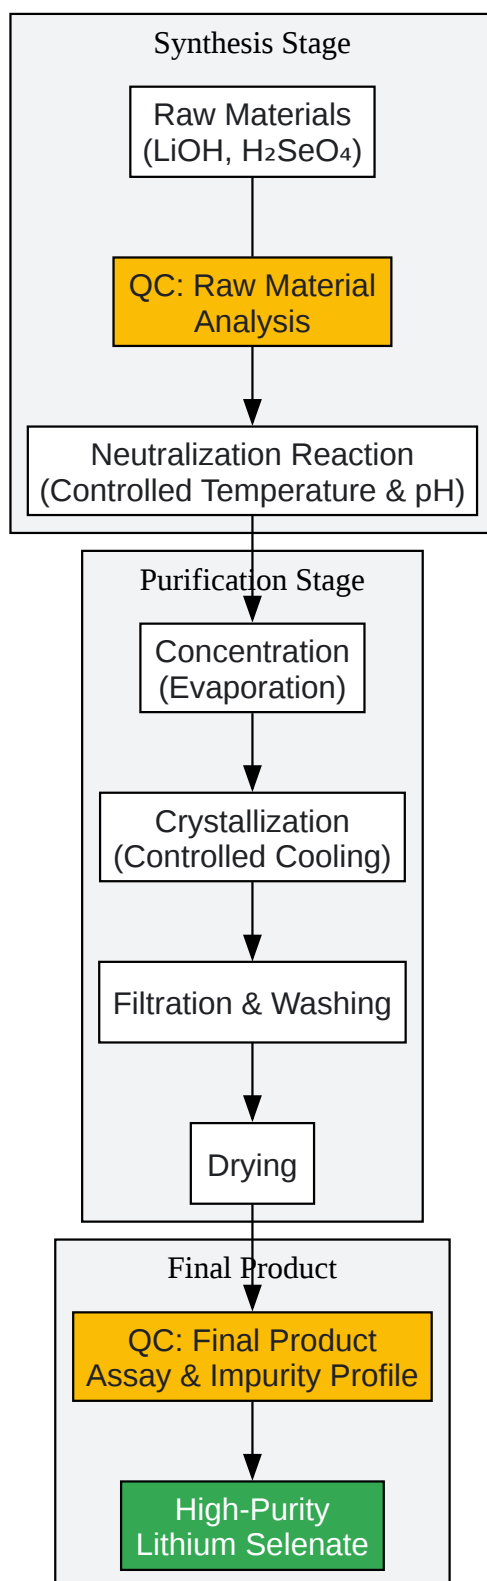 Synthesis Stage
Raw Materials
(LiOH, H₂SeO₄)
QC: Raw Material
Analysis
Neutralization Reaction
(Controlled Temperature & pH)
Purification Stage
Concentration
(Evaporation)
Crystallization
(Controlled Cooling)
Filtration & Washing
Drying
Final Product
QC: Final Product
Assay & Impurity Profile
High-Purity
Lithium Selenate